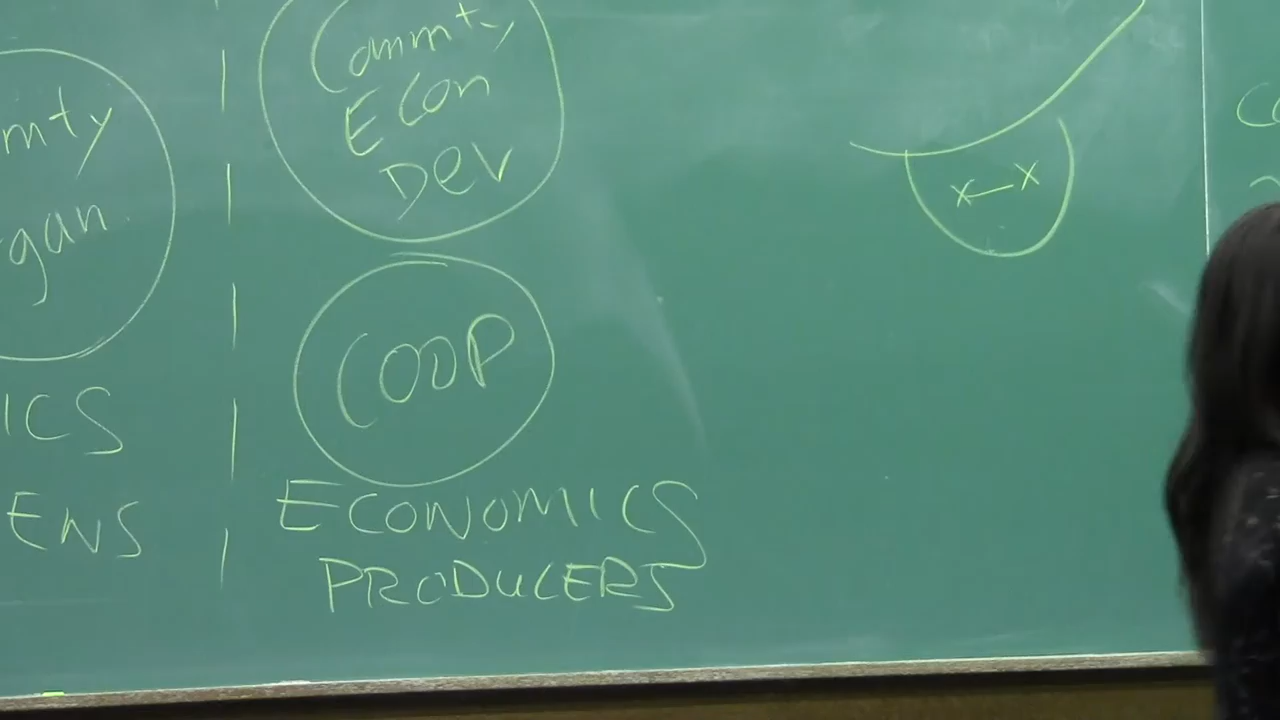 mty
gan
ICS
ENS
Commty
Econ
Dev
COOP
ECONOMICS
PRODUCERS
x x